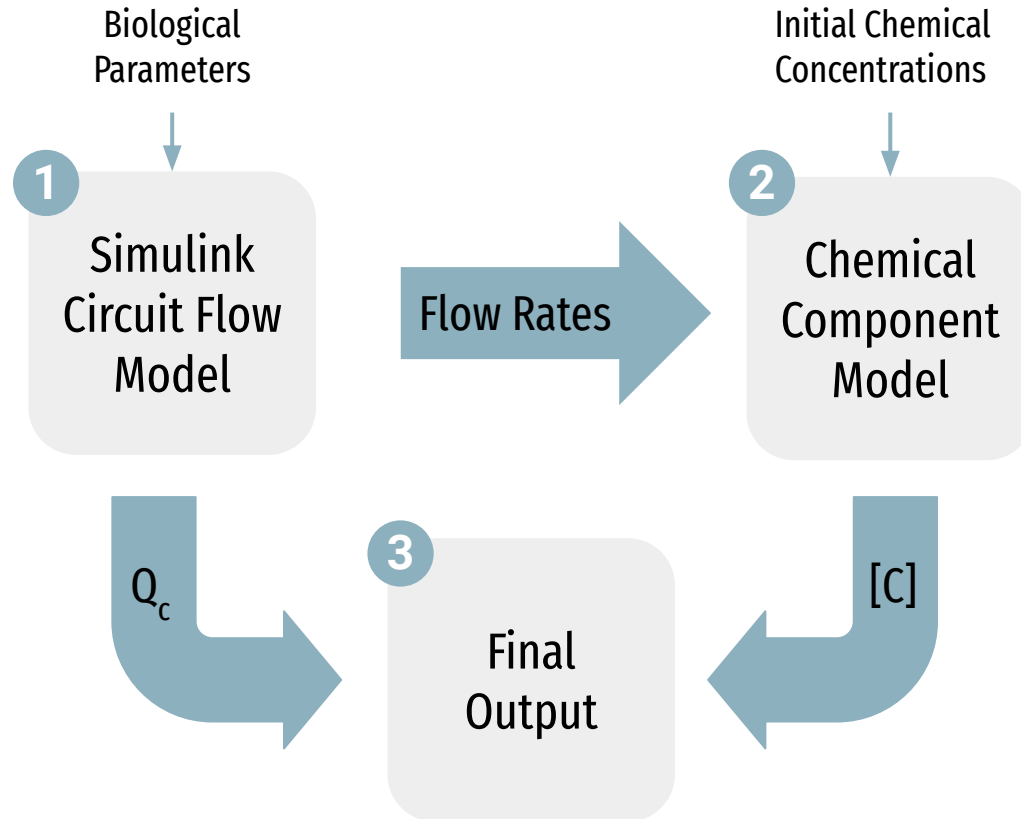 Biological
Parameters
Initial Chemical
Concentrations
1
Simulink
Circuit Flow
Model
Flow Rates
2
Chemical
Component
Model
Qc
[C]
3
Final
Output